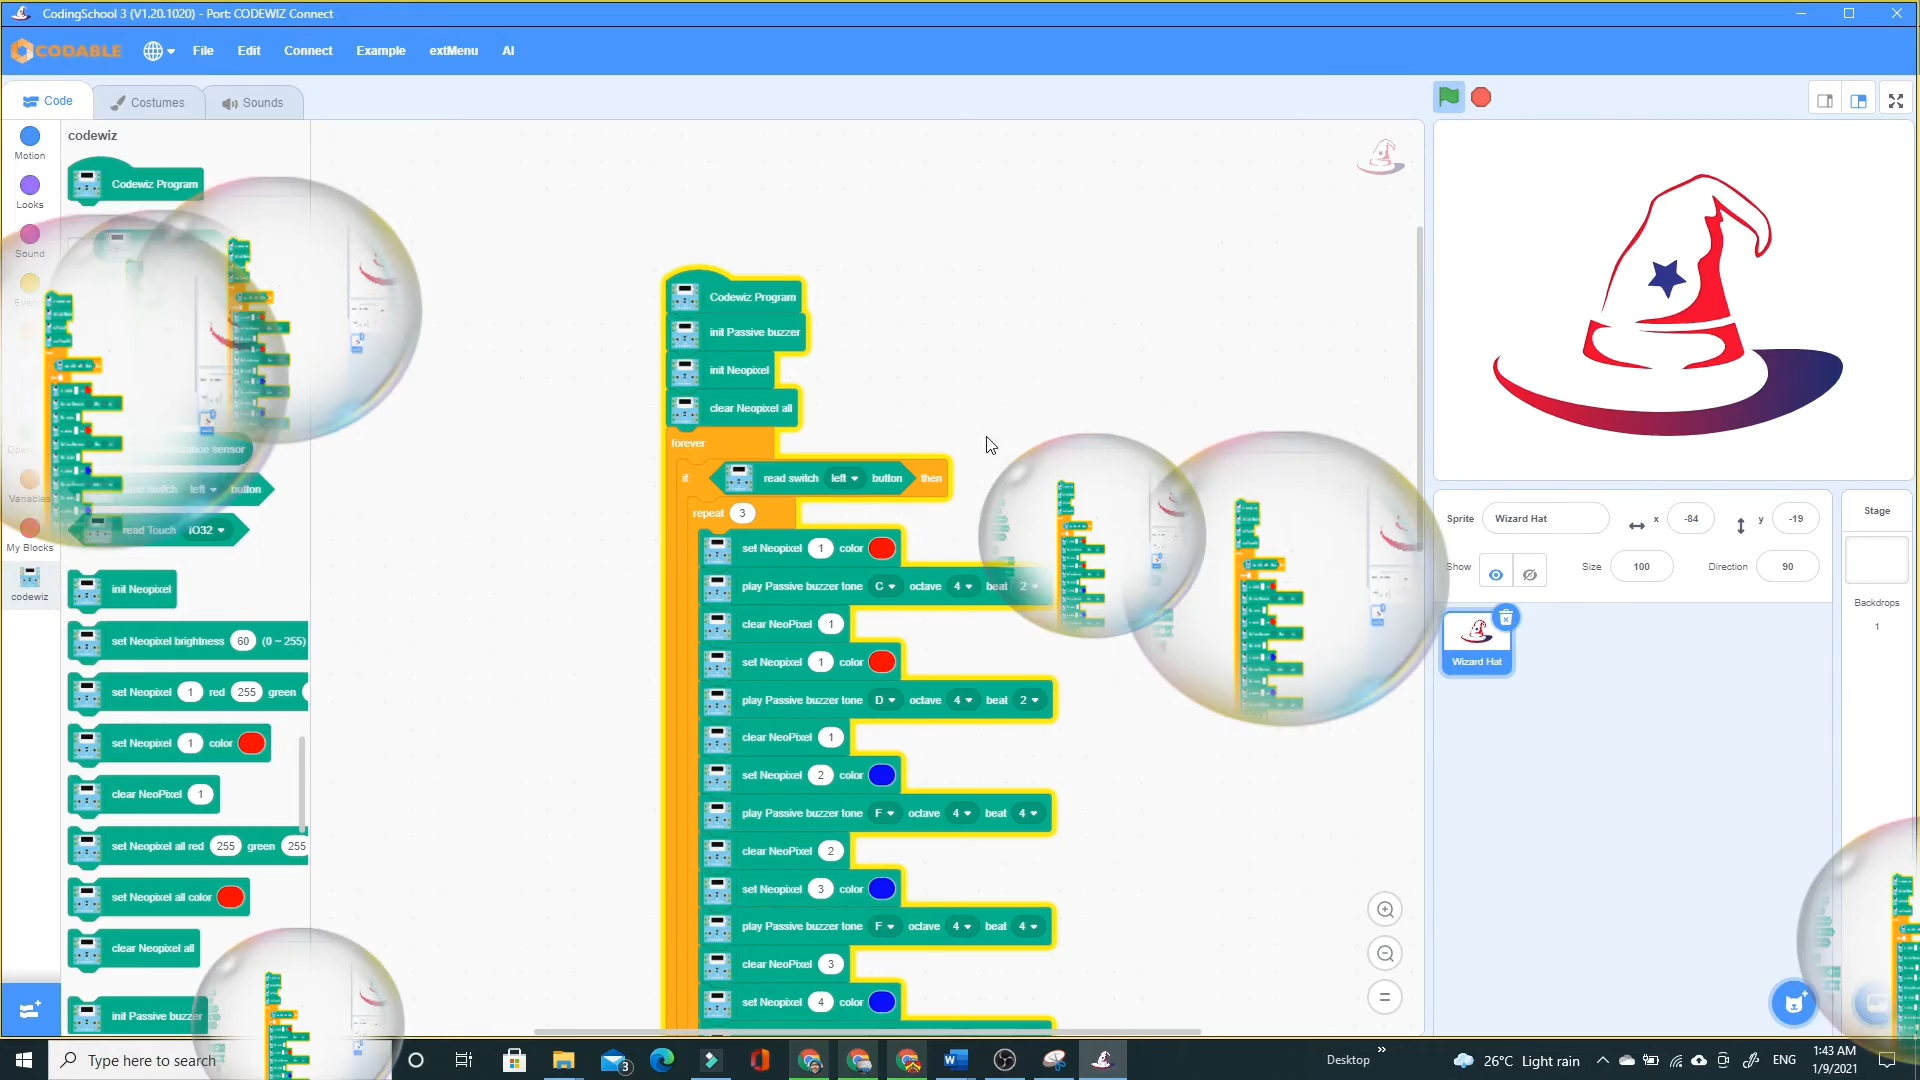 CodingSchool 3 (V1.20.1020) - Port: CODEWIZ Connect
CODABLE
File Edit Connect Example extMenu AI
Code Costumes Sounds
Motion
Looks
Sound
Variables
My Blocks
codewiz
codewiz
Codewiz Program
sensor
left button
read Touch iO32
init Neopixel
set Neopixel brightness 60 (0 ~ 255)
set Neopixel 1 red 255 green
set Neopixel 1 color
clear NeoPixel 1
set Neopixel all red 255 green 255
set Neopixel all color
clear Neopixel all
init Passive buzzer
Codewiz Program
init Passive buzzer
init Neopixel
clear Neopixel all
forever
if read switch left button then
repeat 3
set Neopixel 1 color
play Passive buzzer tone C octave 4 beat 2
clear NeoPixel 1
set Neopixel 1 color
play Passive buzzer tone D octave 4 beat 2
clear NeoPixel 1
set Neopixel 2 color
play Passive buzzer tone F octave 4 beat 4
clear NeoPixel 2
set Neopixel 3 color
play Passive buzzer tone F octave 4 beat 4
clear NeoPixel 3
set Neopixel 4 color
Sprite Wizard Hat x -84 y -19
Show Size 100 Direction 90
Wizard Hat
Stage
Backdrops
1
Type here to search
3
Desktop
26°C Light rain
ENG
1:43 AM
1/9/2021